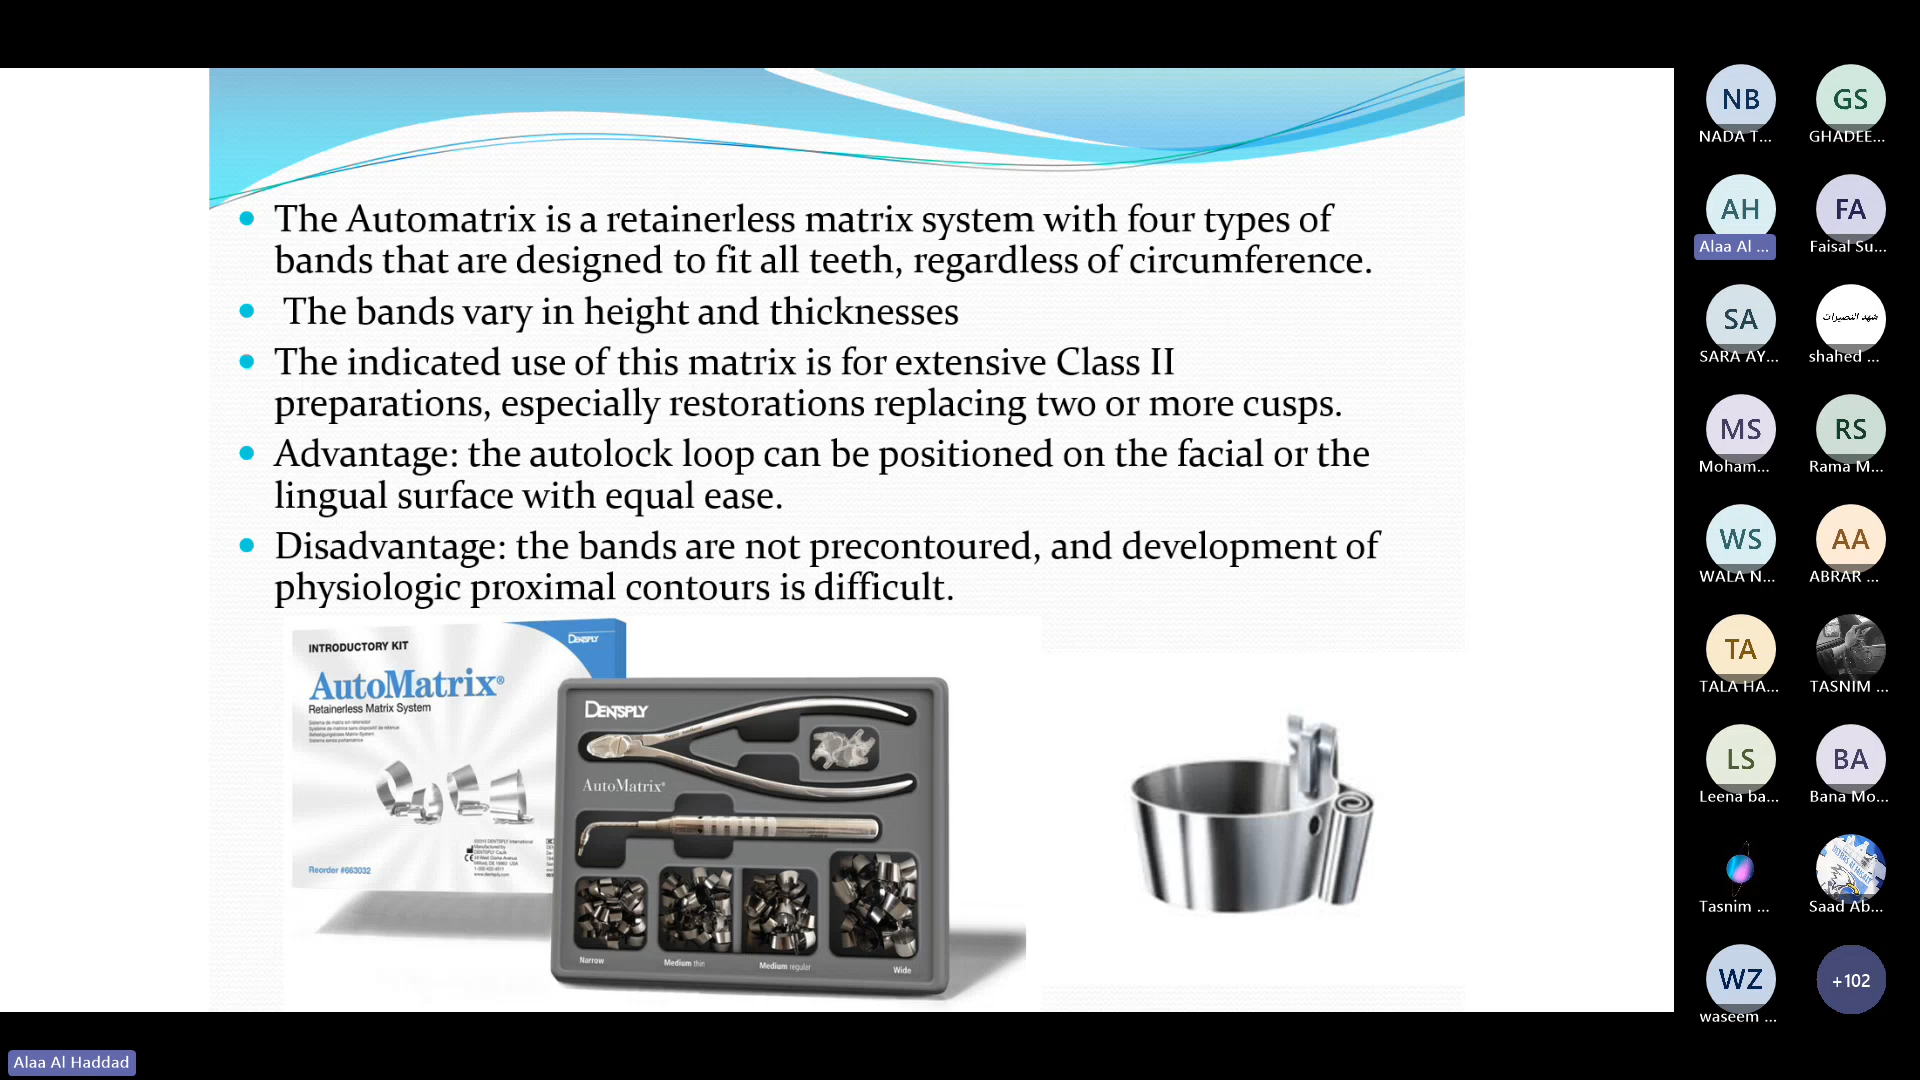 The Automatrix is a retainerless matrix system with four types of
bands that are designed to fit all teeth, regardless of circumference.
The bands vary in height and thicknesses
The indicated use of this matrix is for extensive Class II
preparations, especially restorations replacing two or more cusps.
Advantage: the autolock loop can be positioned on the facial or the
lingual surface with equal ease.
Disadvantage: the bands are not precontoured, and development of
physiologic proximal contours is difficult.
INTRODUCTORY KIT
DENTSPLY
AutoMatrix®
Retainerless Matrix System
Reorder #663032
DENTSPLY
AutoMatrix®
Narrow
Medium thin
Medium regular
Wide
NB
NADA T...
GS
GHADEE...
AH
Alaa Al ...
FA
Faisal Su...
SA
SARA AY...
شهد النصيرات
shahed ...
MS
Moham...
RS
Rama M...
WS
WALA N...
AA
ABRAR ...
TA
TALA HA...
TASNIM ...
LS
Leena ba...
BA
Bana Mo...
Tasnim ...
Saad Ab...
WZ
waseem ...
+102
Alaa Al Haddad